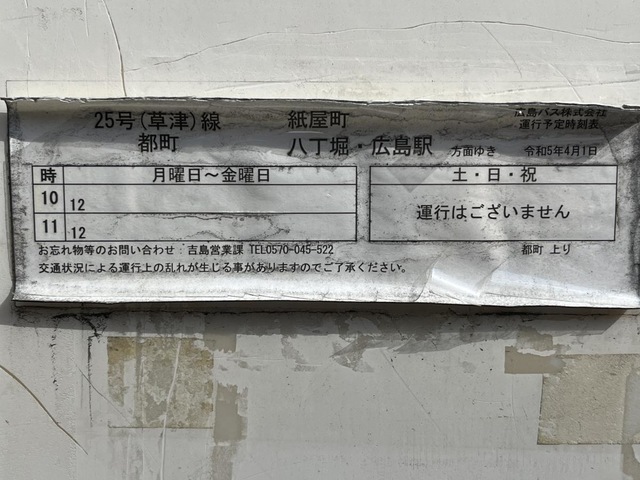 25号(草津)線 紙屋町 広島バス株式会社
都町 八丁堀・広島駅 方面ゆき 運行予定時刻表
令和5年4月1日
時 月曜日～金曜日 土・日・祝
10 12
11 12
運行はございません
お忘れ物等のお問い合わせ：吉島営業課 TEL0570-045-522 都町 上り
交通状況による運行上の乱れが生じる事がありますのでご了承ください。